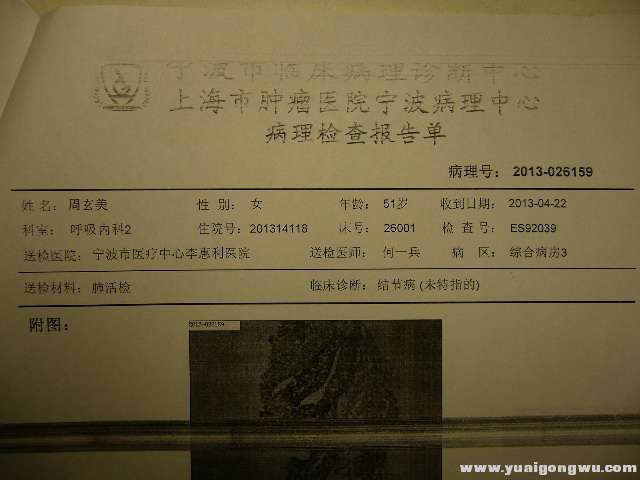 宁波市临床病理诊断中心
上海市肿瘤医院宁波病理中心
病理检查报告单
病理号： 2013-026159
姓名： 周玄美 性别： 女 年龄： 51岁 收到日期： 2013-04-22
科室： 呼吸内科2 住院号： 201314118 床号： 26001 检查号： ES92039
送检医院： 宁波市医疗中心李惠利医院 送检医师： 何一兵 病区： 综合病房3
送检材料： 肺活检 临床诊断： 结节病 (未特指的)
附图：
2013-026159
www.yuaigongwu.com